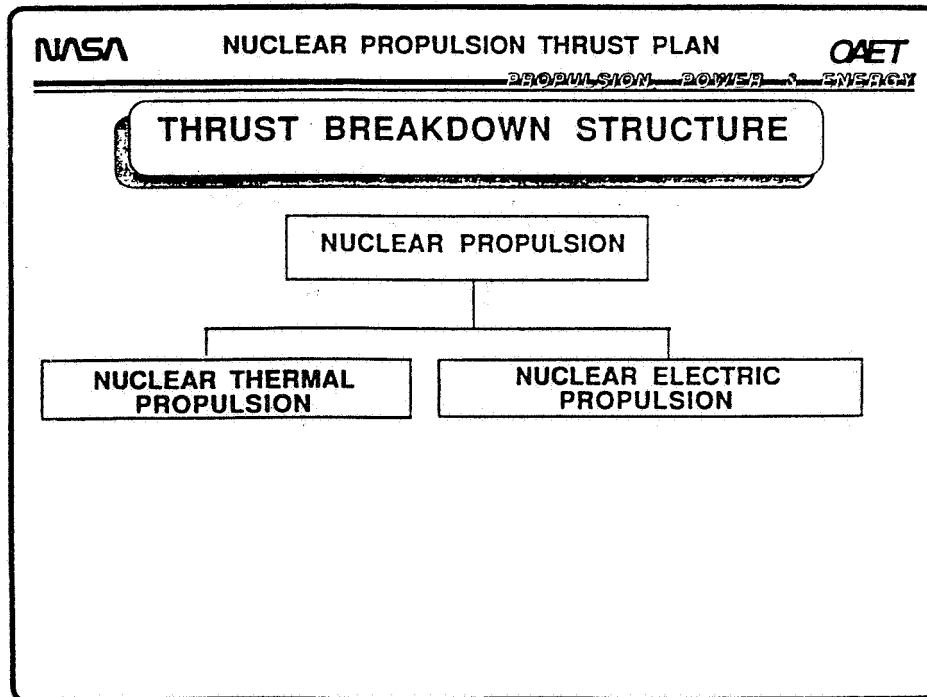 NASA NUCLEAR PROPULSION THRUST PLAN OAET
PROPULSION, POWER & ENERGY
THRUST BREAKDOWN STRUCTURE
NUCLEAR PROPULSION
NUCLEAR THERMAL
PROPULSION
NUCLEAR ELECTRIC
PROPULSION